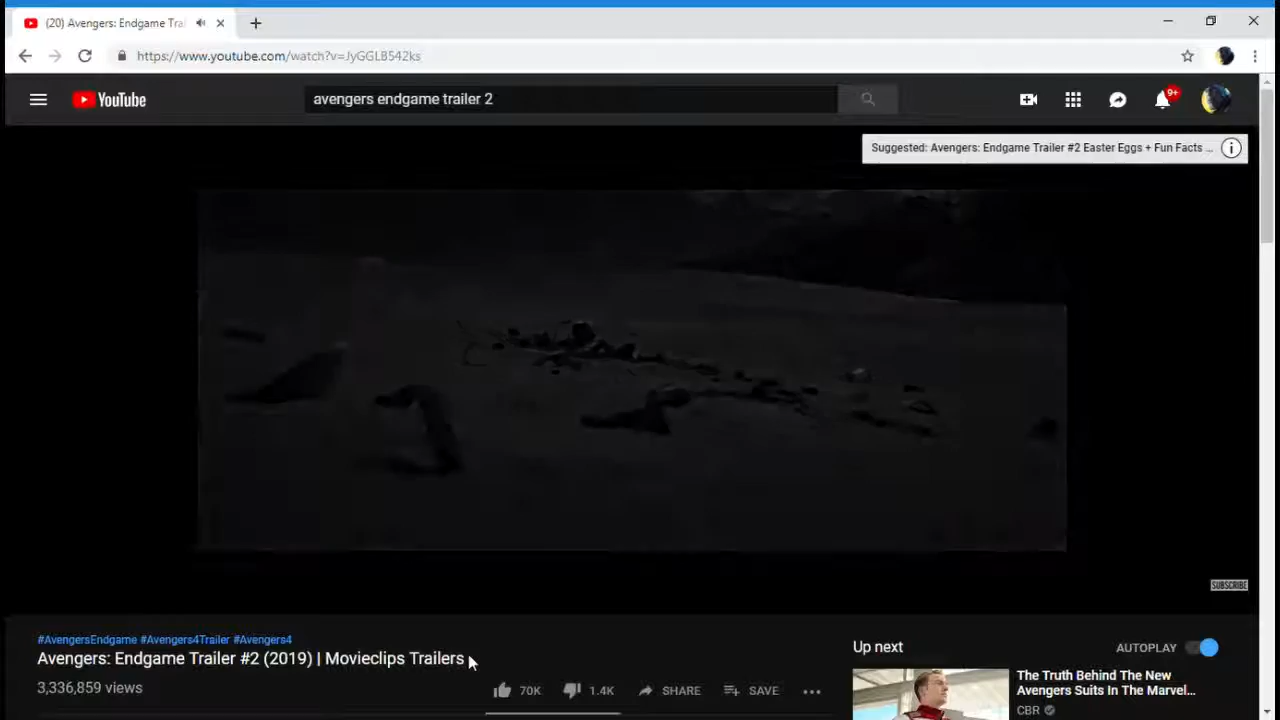 (20) Avengers: Endgame Trai
https://www.youtube.com/watch?v=JyGGLB542ks
YouTube
avengers endgame trailer 2
9+
Suggested: Avengers: Endgame Trailer #2 Easter Eggs + Fun Facts ...
SUBSCRIBE
#AvengersEndgame #Avengers4Trailer #Avengers4
Avengers: Endgame Trailer #2 (2019) | Movieclips Trailers
3,336,859 views
70K
1.4K
SHARE
SAVE
Up next
AUTOPLAY
The Truth Behind The New
Avengers Suits In The Marvel...
CBR